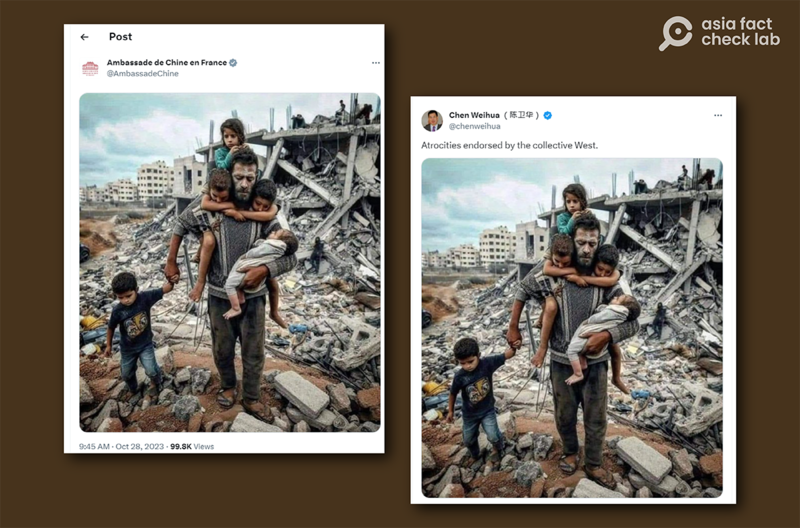 asia fact
check lab
Post
Ambassade de Chine en France
@AmbassadeChine
9:45 AM · Oct 28, 2023 · 99.8K Views
Chen Weihua（陈卫华）
@chenweihua
Atrocities endorsed by the collective West.